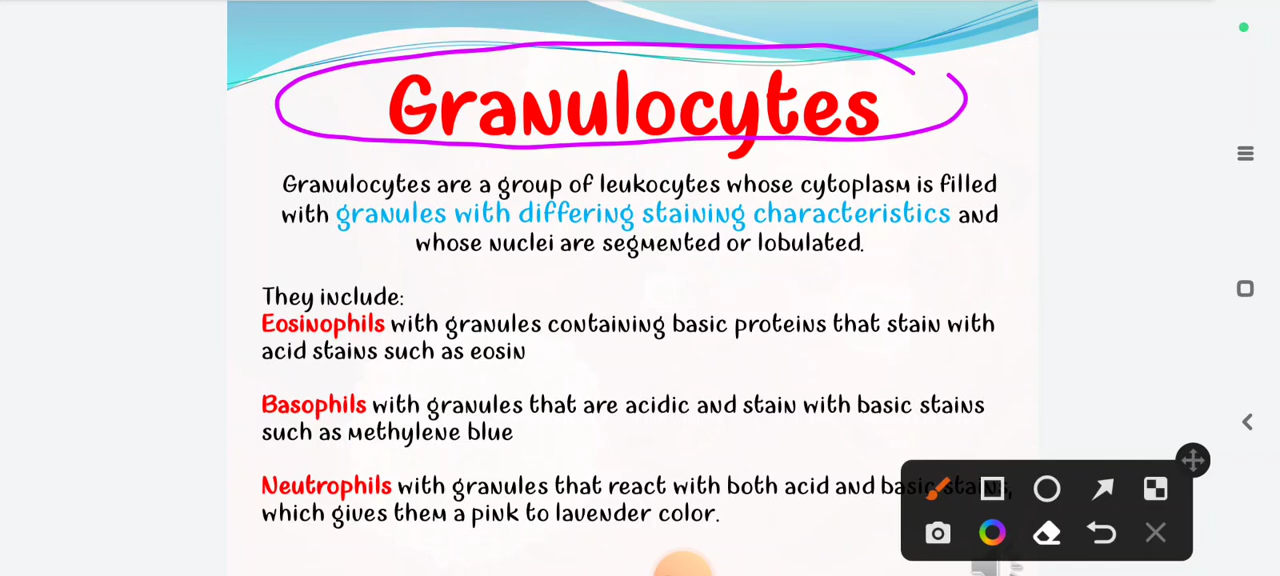 Granulocytes
Granulocytes are a group of leukocytes whose cytoplasm is filled
with granules with differing staining characteristics and
whose nuclei are segmented or lobulated.
They include:
Eosinophils with granules containing basic proteins that stain with
acid stains such as eosin
Basophils with granules that are acidic and stain with basic stains
such as methylene blue
Neutrophils with granules that react with both acid and basic stains,
which gives them a pink to lavender color.